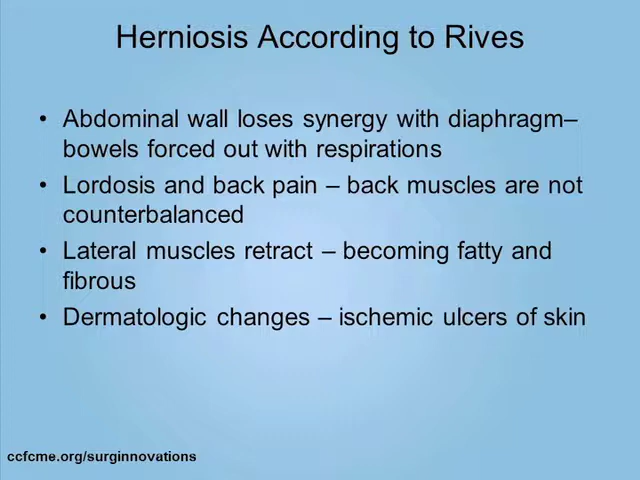 Herniosis According to Rives
• Abdominal wall loses synergy with diaphragm–
bowels forced out with respirations
• Lordosis and back pain – back muscles are not
counterbalanced
• Lateral muscles retract – becoming fatty and
fibrous
• Dermatologic changes – ischemic ulcers of skin
ccfcme.org/surginnovations